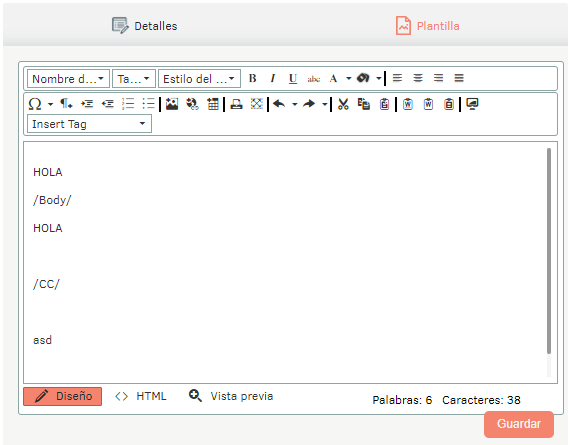 Detalles
Plantilla
Nombre d...
Ta...
Estilo del ...
B I U abc A
Ω ¶
Insert Tag
HOLA
/Body/
HOLA
/CC/
asd
Diseño
<> HTML
Vista previa
Palabras: 6 Caracteres: 38
Guardar